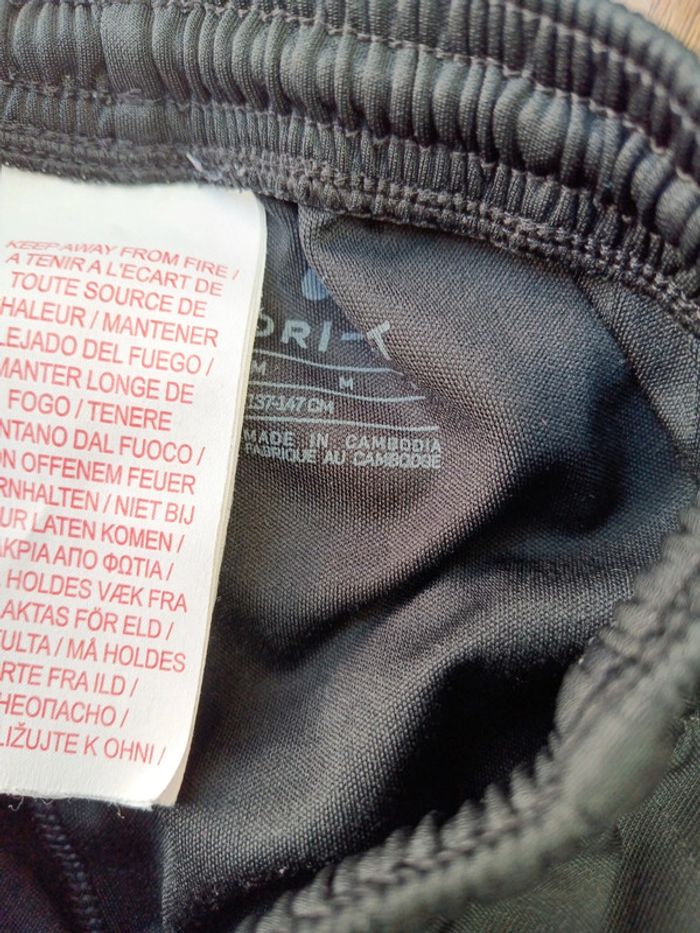 KEEP AWAY FROM FIRE /
A TENIR A L'ECART DE
TOUTE SOURCE DE
HALEUR / MANTENER
LEJADO DEL FUEGO /
MANTER LONGE DE
FOGO / TENERE
NTANO DAL FUOCO /
ON OFFENEM FEUER
RNHALTEN / NIET BIJ
UR LATEN KOMEN /
ΑΚΡΙΑ ΑΠΟ ΦΩΤΙΑ /
HOLDES VÆK FRA
AKTAS FÖR ELD /
TULTA / MÅ HOLDES
RTE FRA ILD /
НЕОПАСНО /
LIŽUJTE K OHNI /
DRI-
M M
137-147 CM
MADE IN CAMBODIA
FABRIQUE AU CAMBODGE